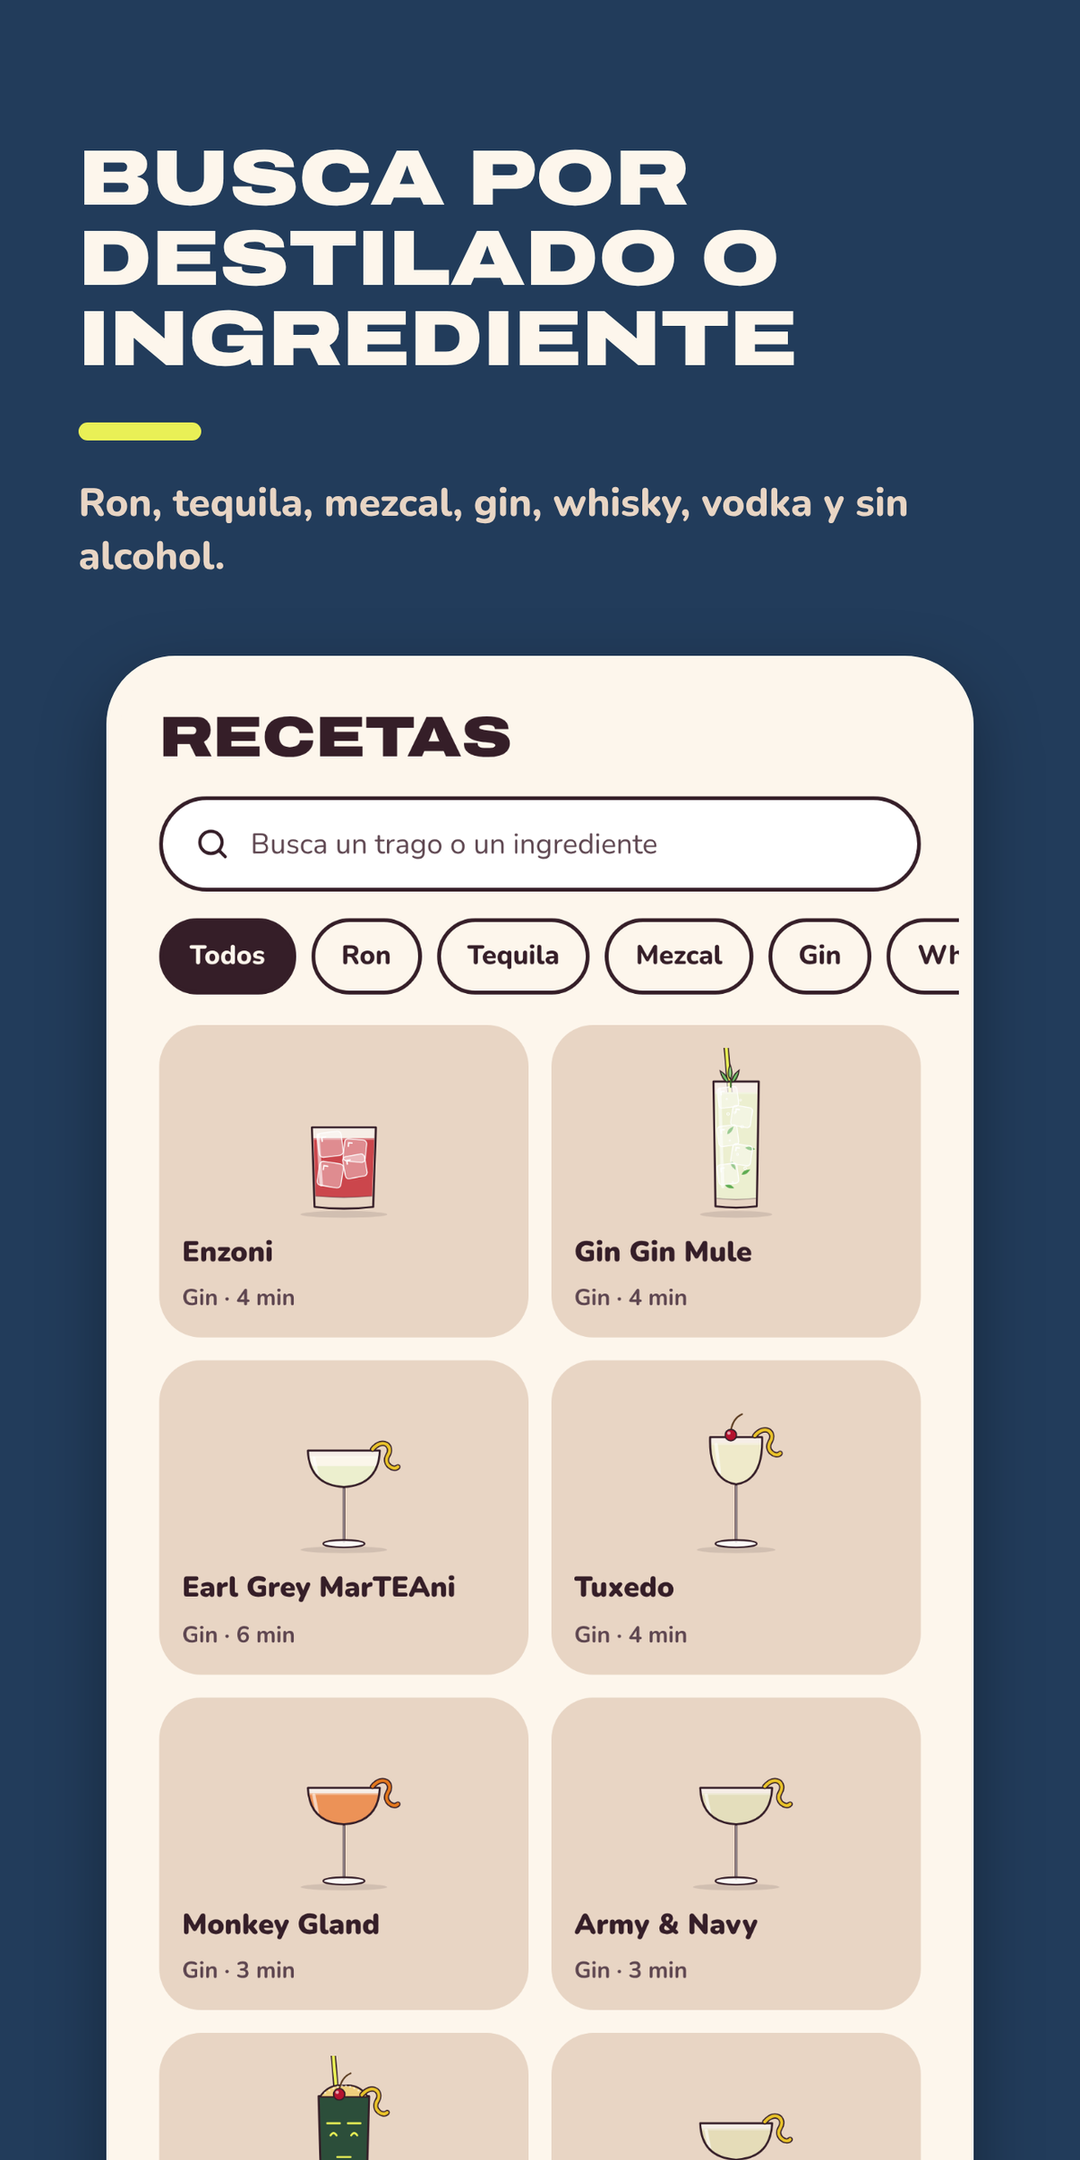 BUSCA POR
DESTILADO O
INGREDIENTE
Ron, tequila, mezcal, gin, whisky, vodka y sin
alcohol.
RECETAS
Busca un trago o un ingrediente
Todos Ron Tequila Mezcal Gin Wh
Enzoni Gin Gin Mule
Gin · 4 min Gin · 4 min
Earl Grey MarTEAni Tuxedo
Gin · 6 min Gin · 4 min
Monkey Gland Army & Navy
Gin · 3 min Gin · 3 min